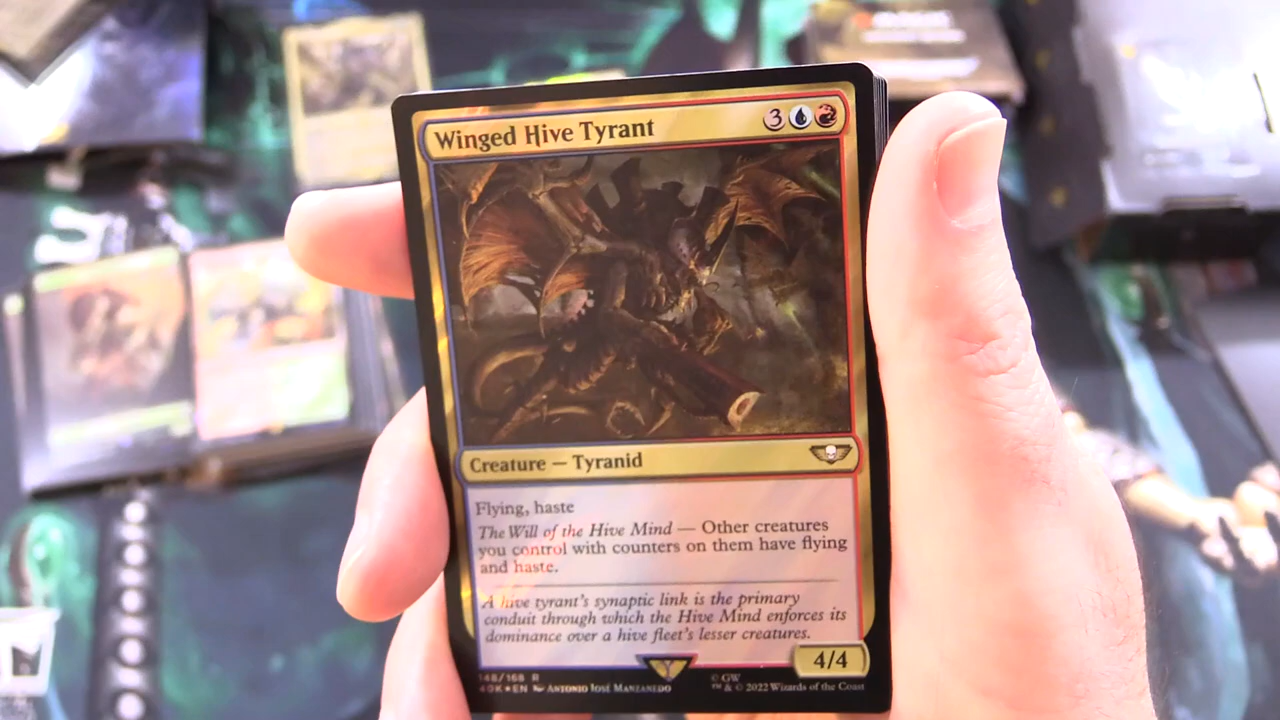 Winged Hive Tyrant
3
Creature — Tyranid
Flying, haste
The Will of the Hive Mind — Other creatures
you control with counters on them have flying
and haste.
A hive tyrant's synaptic link is the primary
conduit through which the Hive Mind enforces its
dominance over a hive fleet's lesser creatures.
4/4
148/168 R
40K★EN Antonio José Manzanedo
© GW
™ & © 2022 Wizards of the Coast